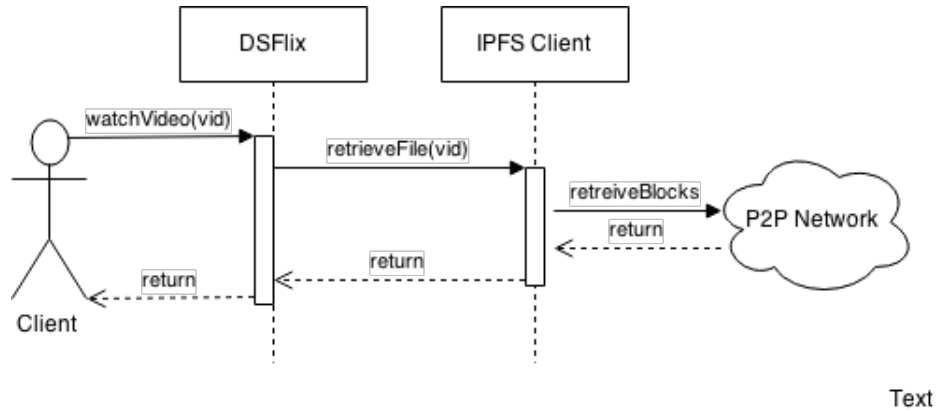 DSFlix
IPFS Client
watchVideo(vid)
retrieveFile(vid)
retreiveBlocks
P2P Network
return
return
return
Client
Text